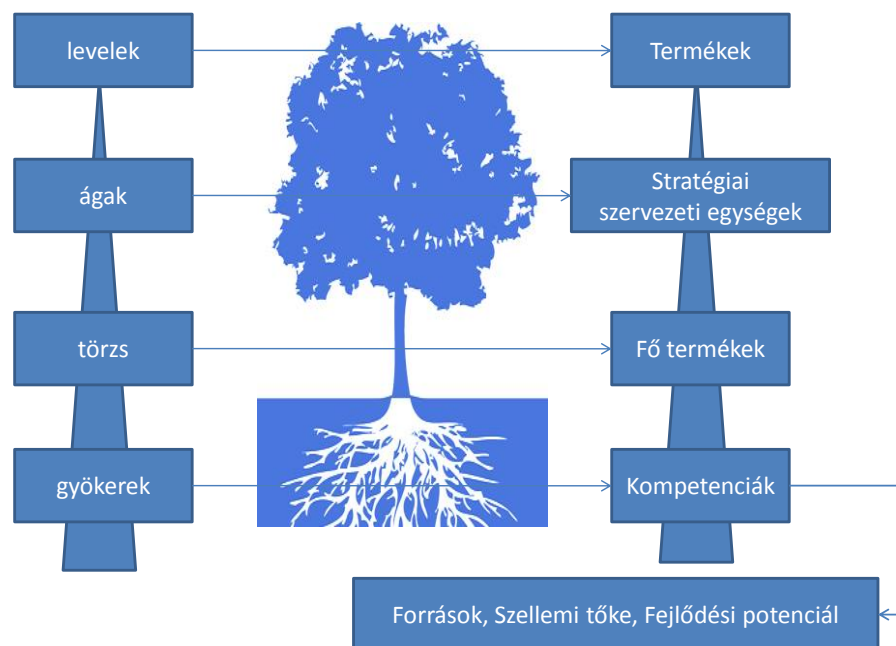 levelek
Termékek
ágak
Stratégiai
szervezeti egységek
törzs
Fő termékek
gyökerek
Kompetenciák
Források, Szellemi tőke, Fejlődési potenciál